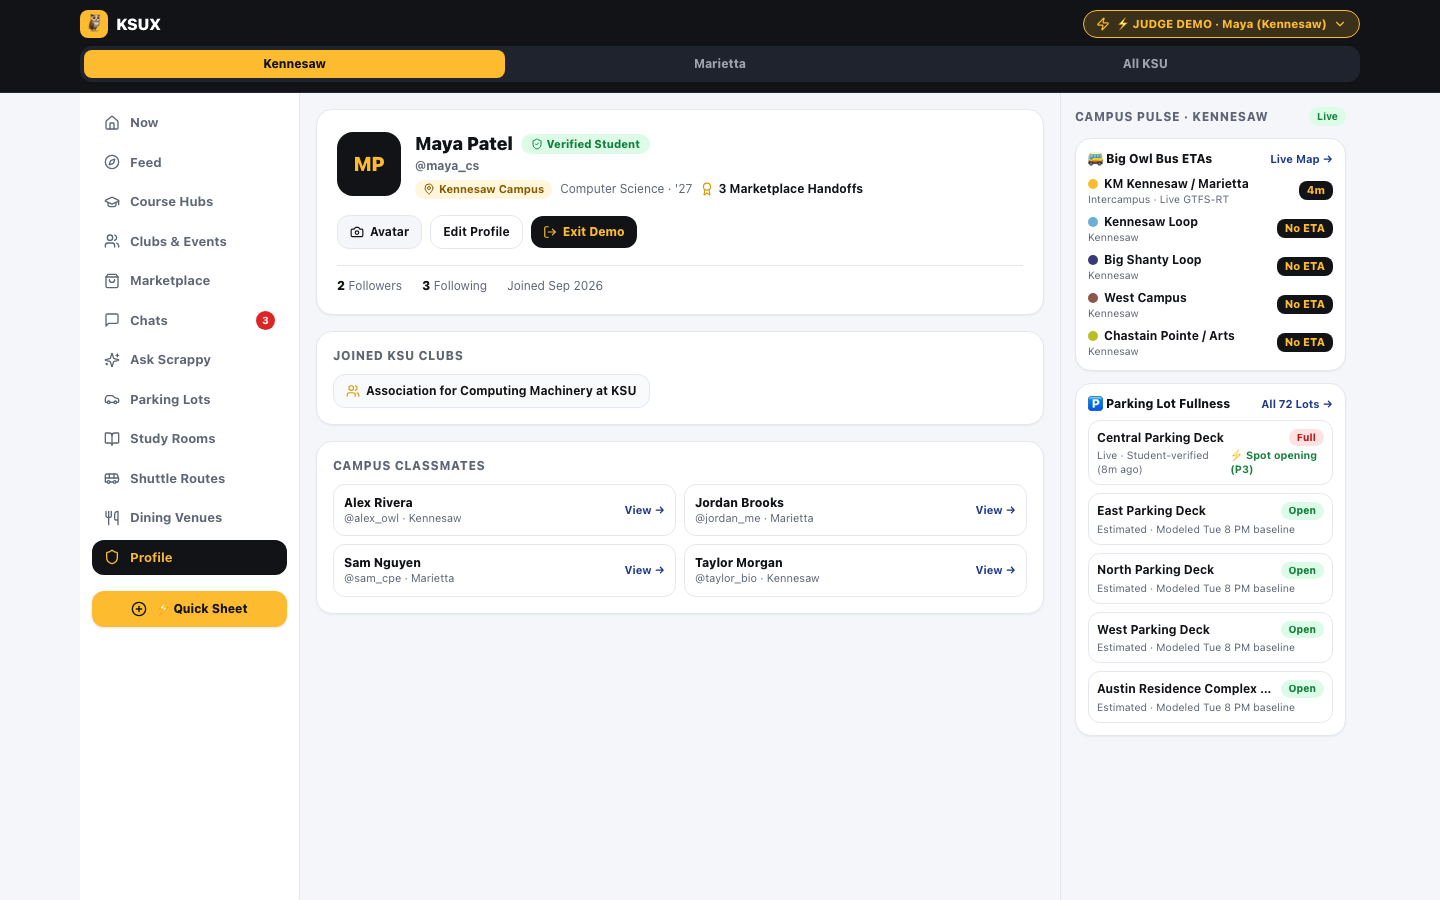 KSUX
⚡ JUDGE DEMO · Maya (Kennesaw)
Kennesaw
Marietta
All KSU
Now
Feed
Course Hubs
Clubs & Events
Marketplace
Chats
3
Ask Scrappy
Parking Lots
Study Rooms
Shuttle Routes
Dining Venues
Profile
⚡ Quick Sheet
MP
Maya Patel
Verified Student
@maya_cs
Kennesaw Campus
Computer Science · '27
3 Marketplace Handoffs
Avatar
Edit Profile
Exit Demo
2 Followers
3 Following
Joined Sep 2026
JOINED KSU CLUBS
Association for Computing Machinery at KSU
CAMPUS CLASSMATES
Alex Rivera
@alex_owl · Kennesaw
View →
Jordan Brooks
@jordan_me · Marietta
View →
Sam Nguyen
@sam_cpe · Marietta
View →
Taylor Morgan
@taylor_bio · Kennesaw
View →
CAMPUS PULSE · KENNESAW
Live
🚌 Big Owl Bus ETAs
Live Map →
KM Kennesaw / Marietta
Intercampus · Live GTFS-RT
4m
Kennesaw Loop
Kennesaw
No ETA
Big Shanty Loop
Kennesaw
No ETA
West Campus
Kennesaw
No ETA
Chastain Pointe / Arts
Kennesaw
No ETA
🅿️ Parking Lot Fullness
All 72 Lots →
Central Parking Deck
Full
Live · Student-verified
(8m ago)
⚡ Spot opening
(P3)
East Parking Deck
Open
Estimated · Modeled Tue 8 PM baseline
North Parking Deck
Open
Estimated · Modeled Tue 8 PM baseline
West Parking Deck
Open
Estimated · Modeled Tue 8 PM baseline
Austin Residence Complex ...
Open
Estimated · Modeled Tue 8 PM baseline